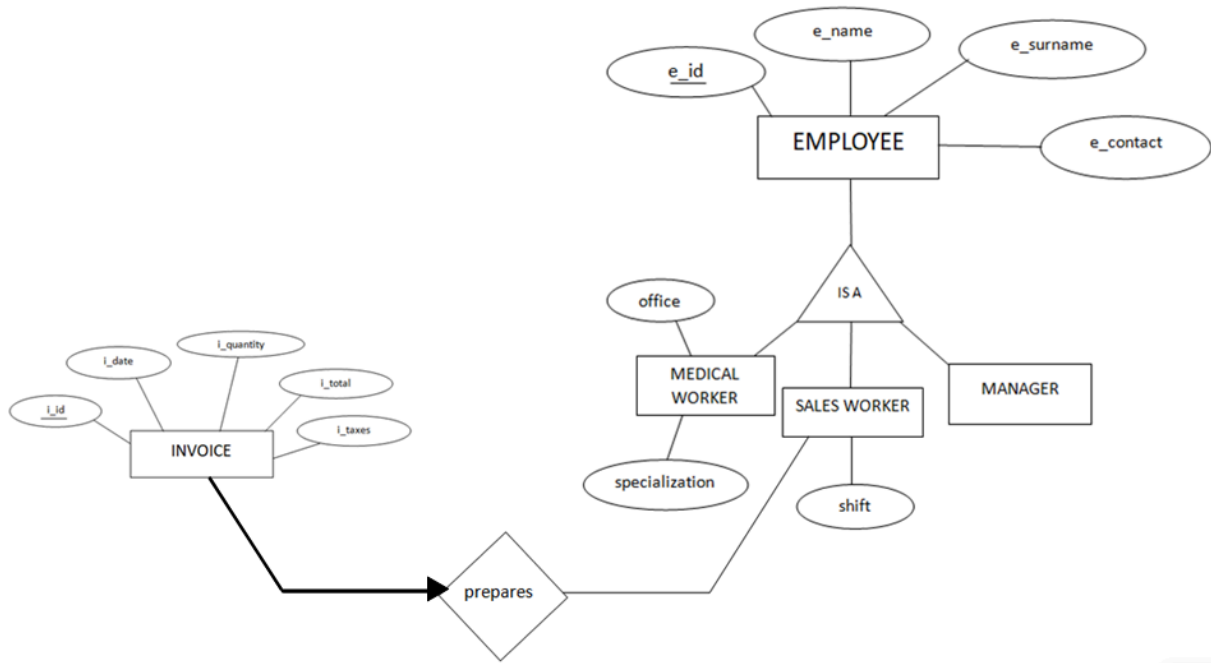 e_name
e_surname
e_id
EMPLOYEE
e_contact
IS A
office
i_quantity
i_date
MEDICAL
WORKER
MANAGER
i_total
SALES WORKER
i_id
i_taxes
INVOICE
specialization
shift
prepares